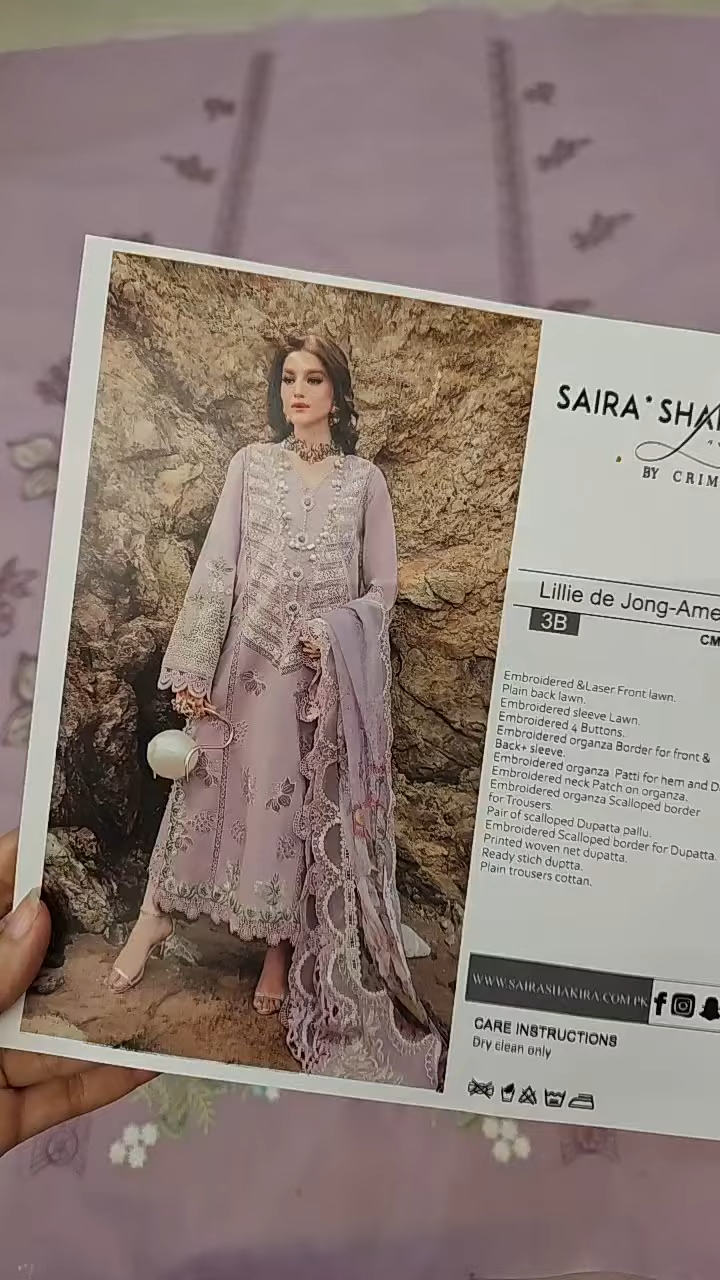 SAIRA SHA
BY CRIM
Lillie de Jong-Ame
3B
CM
Embroidered &Laser Front lawn.
Plain back lawn.
Embroidered sleeve Lawn.
Embroidered 4 Buttons.
Embroidered organza Border for front &
Back+ sleeve.
Embroidered organza Patti for hem and D
Embroidered neck Patch on organza.
Embroidered organza Scalloped border
for Trousers.
Pair of scalloped Dupatta pallu.
Embroidered Scalloped border for Dupatta.
Printed woven net dupatta.
Ready stich duptta.
Plain trousers cottan.
WWW.SAIRASHAKIRA.COM.PK
CARE INSTRUCTIONS
Dry clean only